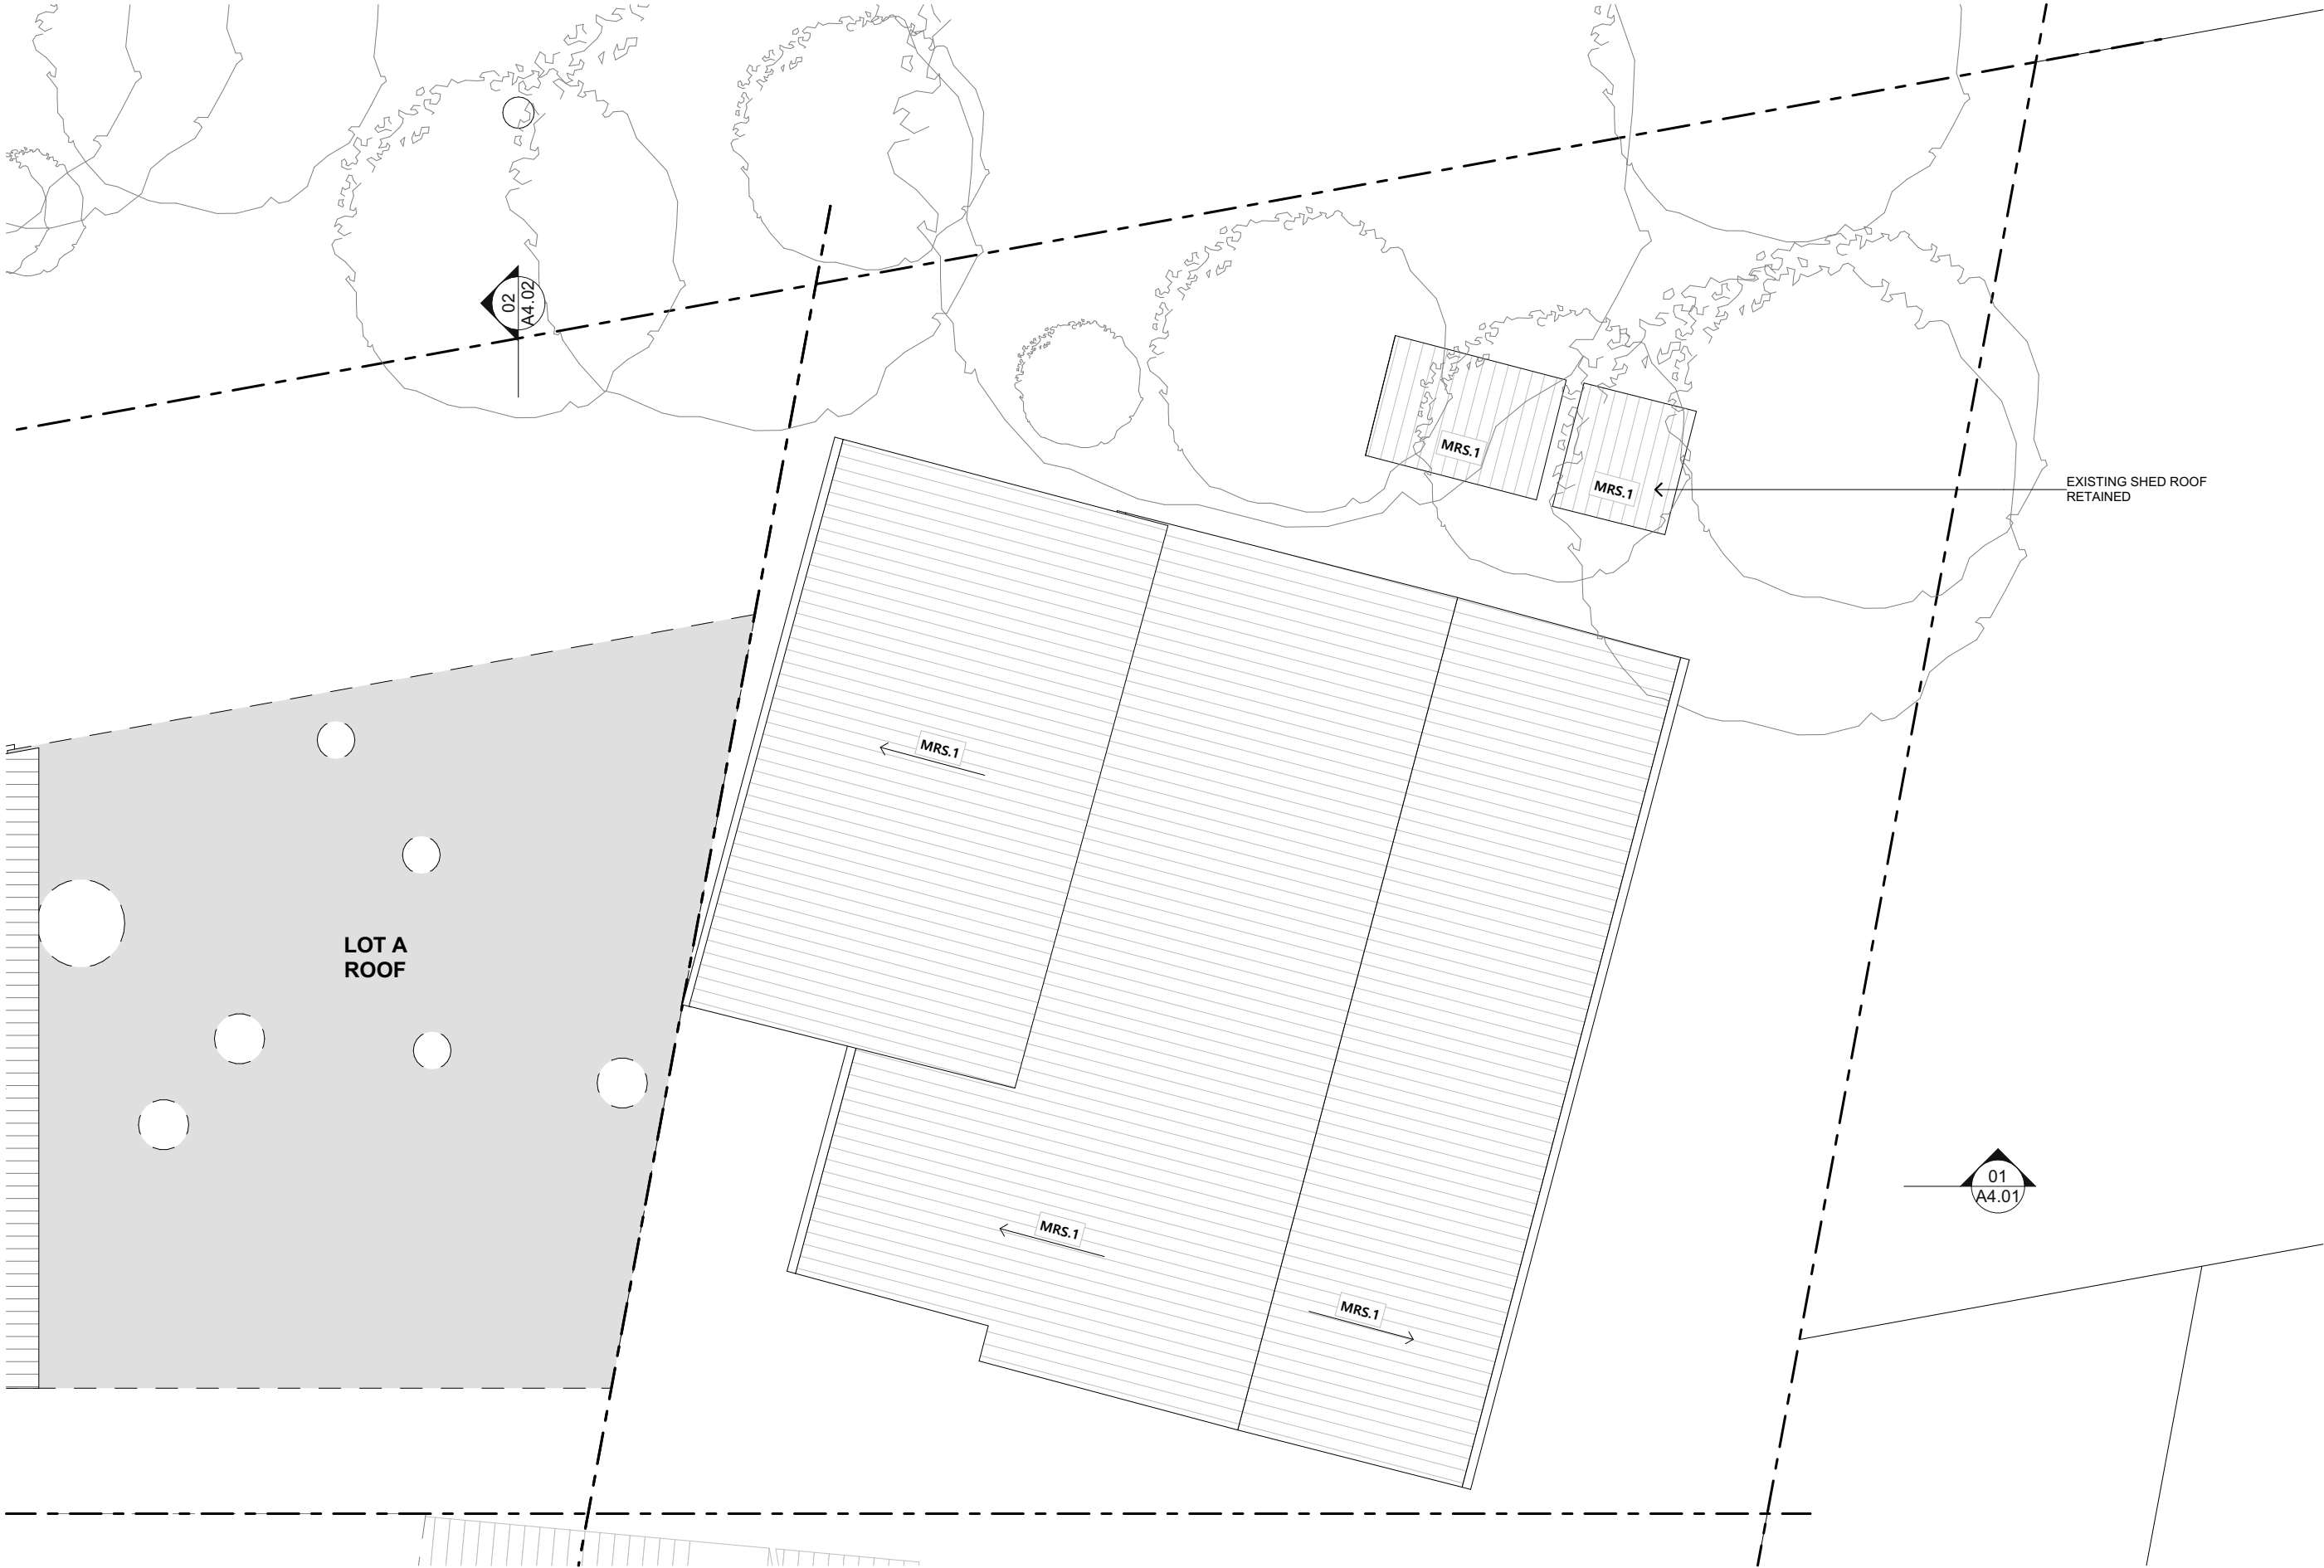 02
A4.02
MRS.1
MRS.1
EXISTING SHED ROOF
RETAINED
MRS.1
LOT A
ROOF
01
A4.01
MRS.1
MRS.1